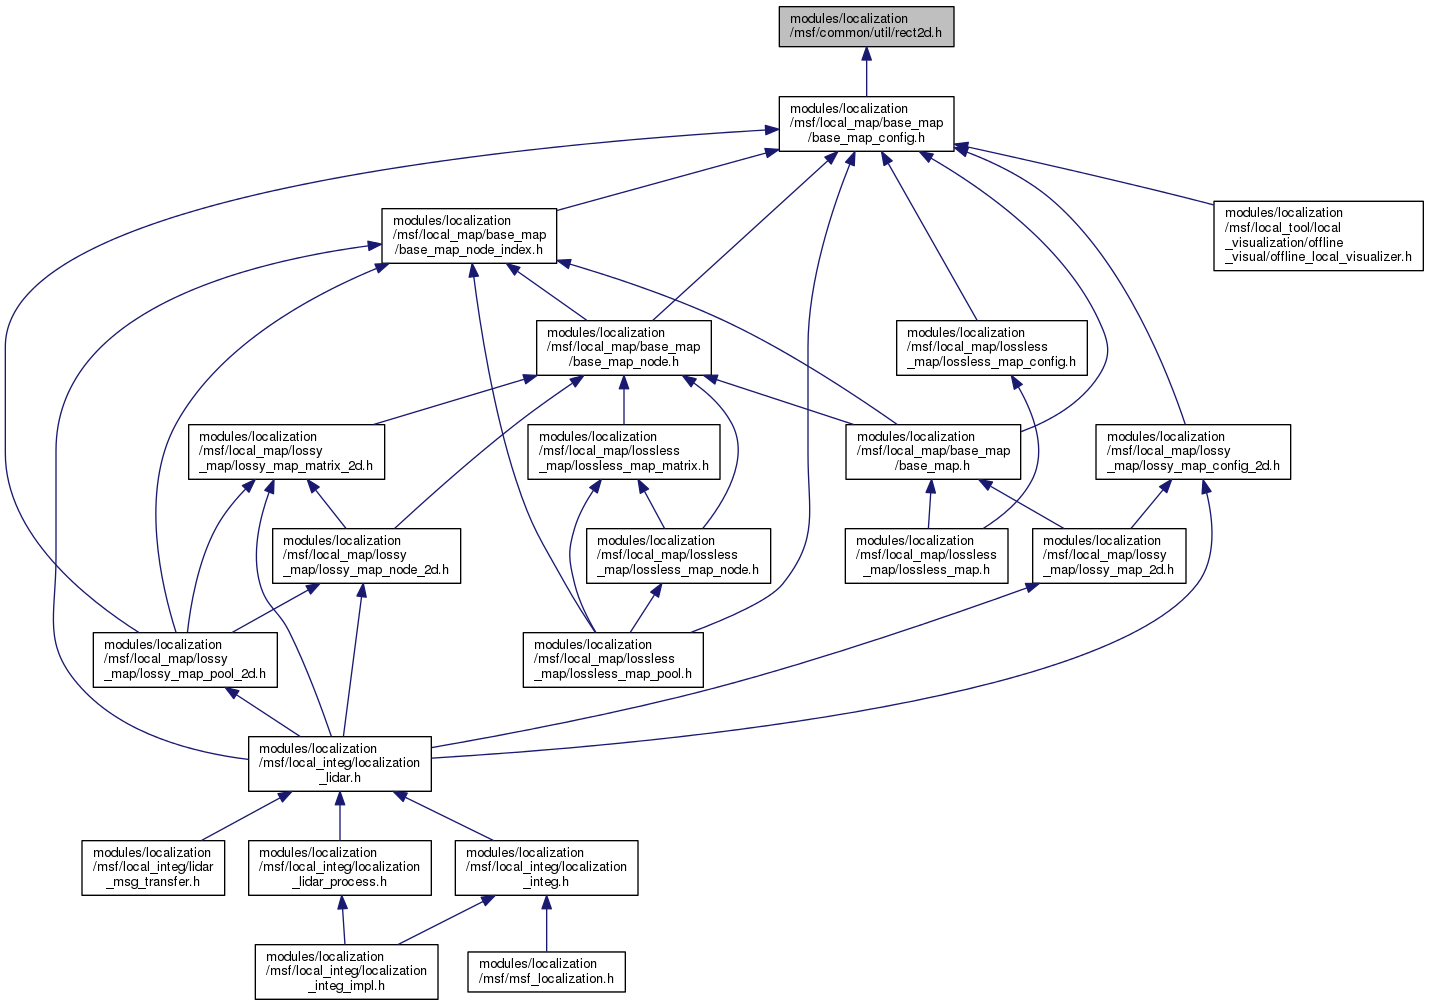 modules/localization
/msf/common/util/rect2d.h
modules/localization
/msf/local_map/base_map
/base_map_config.h
modules/localization
/msf/local_map/base_map
/base_map_node_index.h
modules/localization
/msf/local_tool/local
_visualization/offline
_visual/offline_local_visualizer.h
modules/localization
/msf/local_map/base_map
/base_map_node.h
modules/localization
/msf/local_map/lossless
_map/lossless_map_config.h
modules/localization
/msf/local_map/lossy
_map/lossy_map_matrix_2d.h
modules/localization
/msf/local_map/lossless
_map/lossless_map_matrix.h
modules/localization
/msf/local_map/base_map
/base_map.h
modules/localization
/msf/local_map/lossy
_map/lossy_map_config_2d.h
modules/localization
/msf/local_map/lossy
_map/lossy_map_node_2d.h
modules/localization
/msf/local_map/lossless
_map/lossless_map_node.h
modules/localization
/msf/local_map/lossless
_map/lossless_map.h
modules/localization
/msf/local_map/lossy
_map/lossy_map_2d.h
modules/localization
/msf/local_map/lossy
_map/lossy_map_pool_2d.h
modules/localization
/msf/local_map/lossless
_map/lossless_map_pool.h
modules/localization
/msf/local_integ/localization
_lidar.h
modules/localization
/msf/local_integ/lidar
_msg_transfer.h
modules/localization
/msf/local_integ/localization
_lidar_process.h
modules/localization
/msf/local_integ/localization
_integ.h
modules/localization
/msf/local_integ/localization
_integ_impl.h
modules/localization
/msf/msf_localization.h